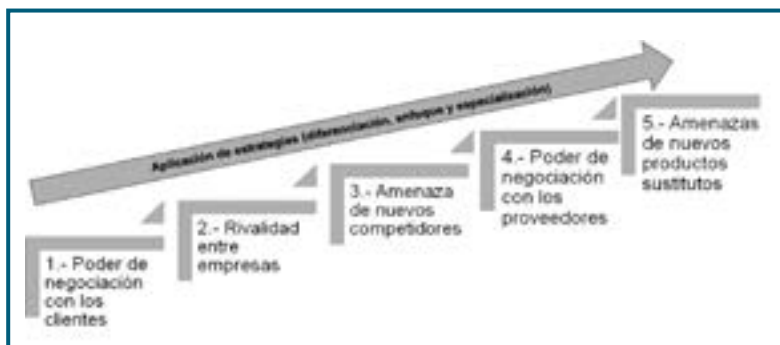 Aplicación de estrategias (diferenciación, enfoque y especialización)
1.- Poder de
negociación
con los
clientes
2.- Rivalidad
entre
empresas
3.- Amenaza
de nuevos
competidores
4.- Poder de
negociación
con los
proveedores
5.- Amenazas
de nuevos
productos
sustitutos